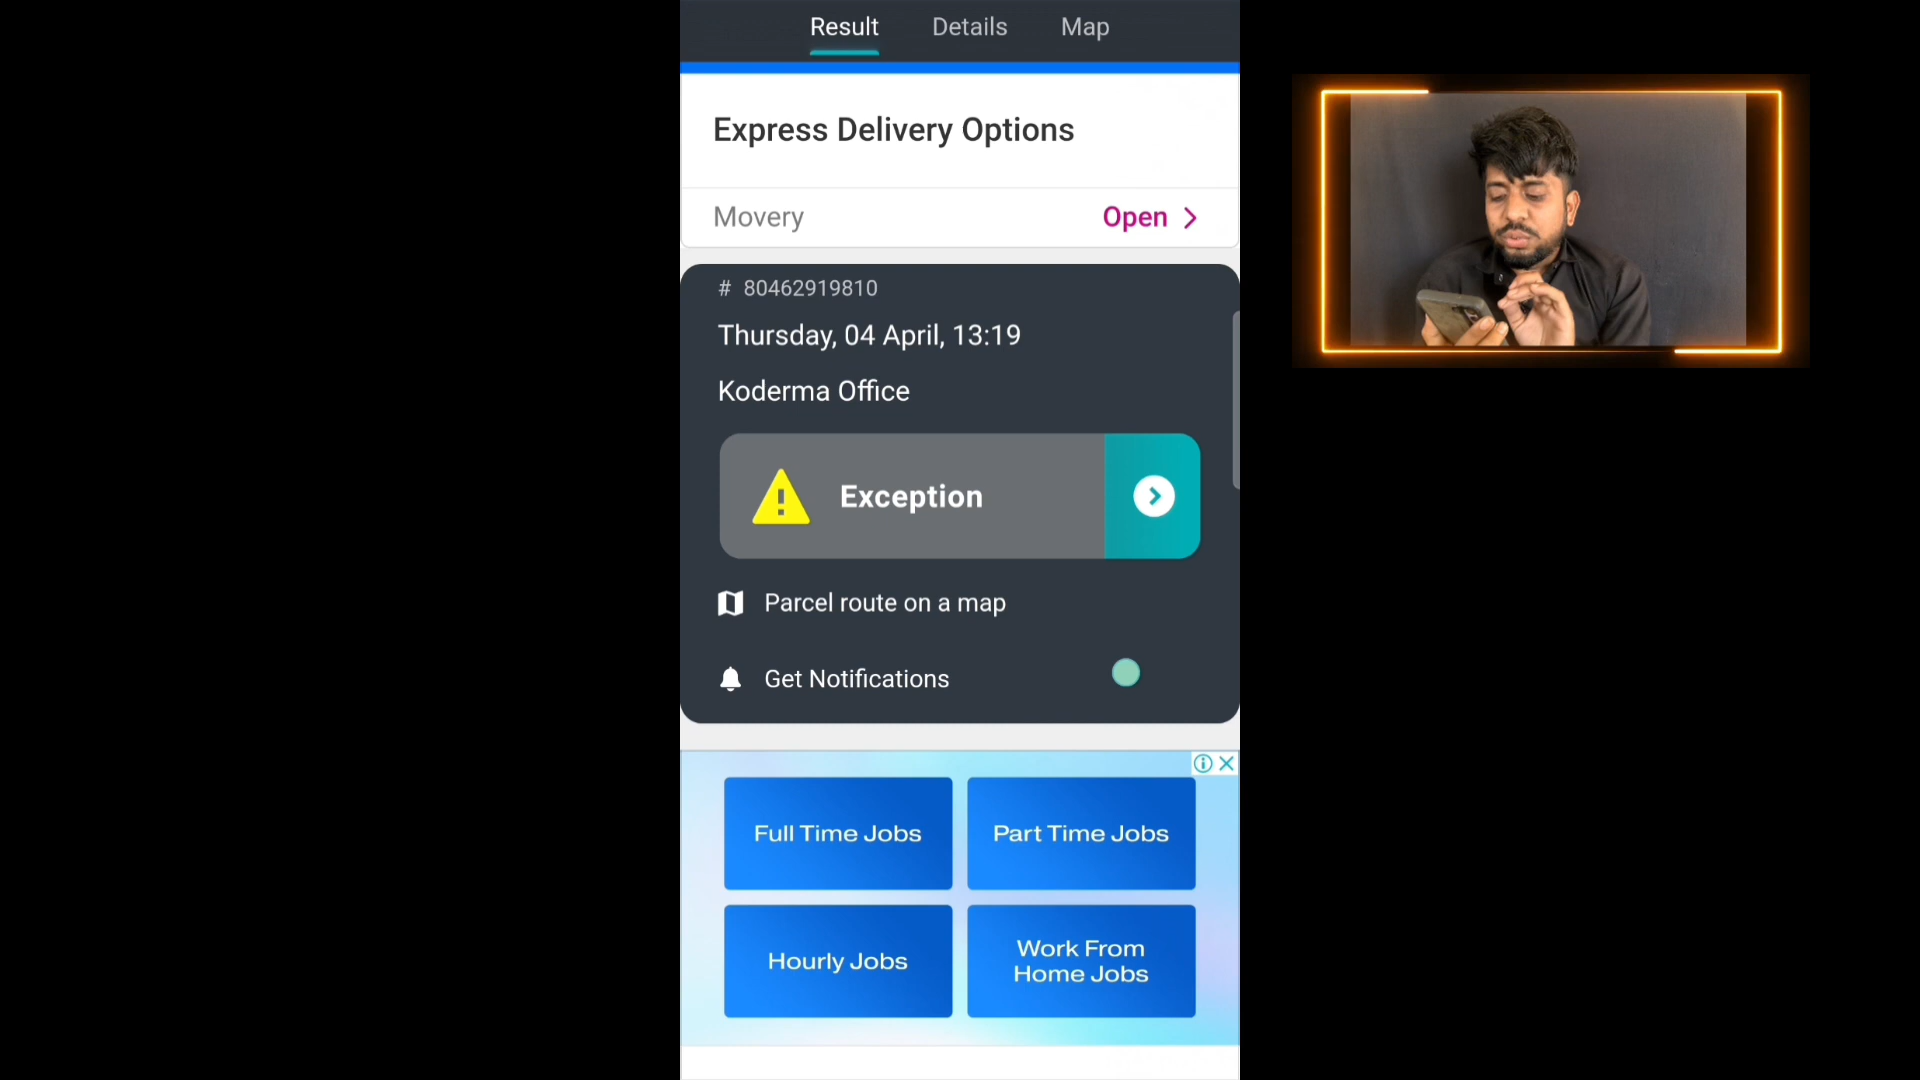 Result Details Map
Express Delivery Options
Movery Open
# 80462919810
Thursday, 04 April, 13:19
Koderma Office
Exception
Parcel route on a map
Get Notifications
Full Time Jobs Part Time Jobs
Hourly Jobs Work From
Home Jobs